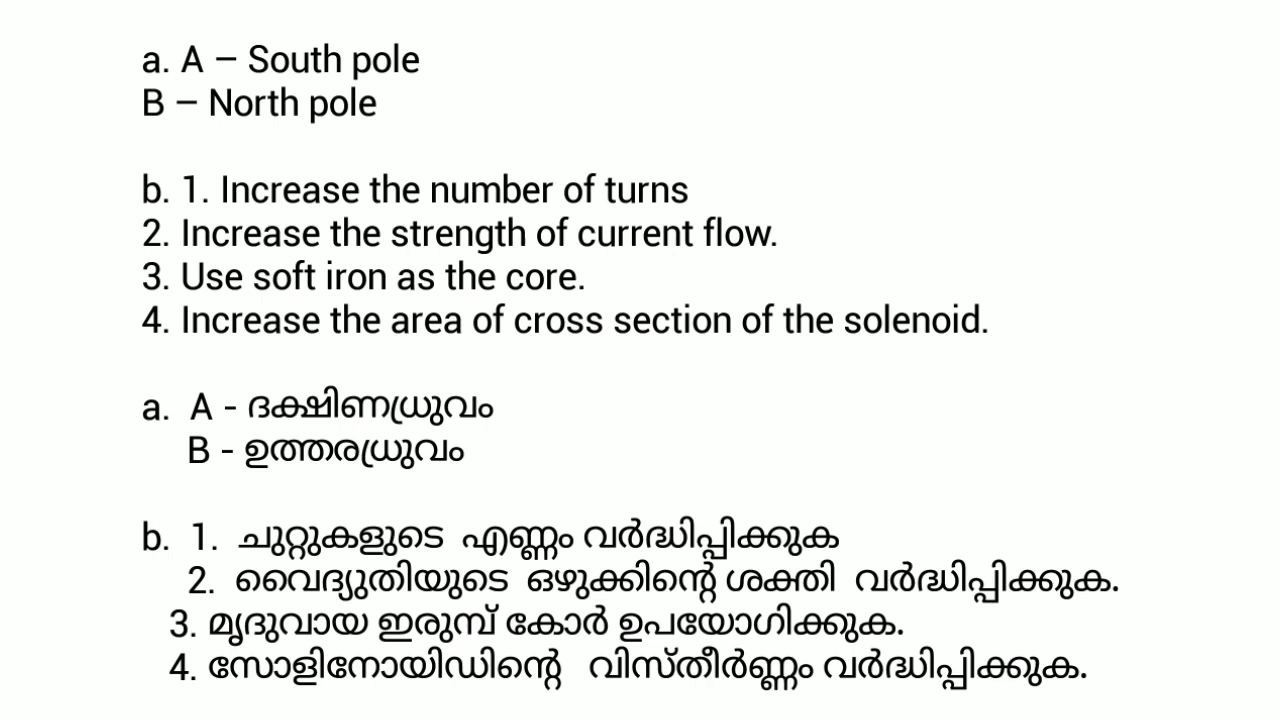 a. A – South pole
B – North pole
b. 1. Increase the number of turns
2. Increase the strength of current flow.
3. Use soft iron as the core.
4. Increase the area of cross section of the solenoid.
a. A - ദക്ഷിണധ്രുവം
B - ഉത്തരധ്രുവം
b. 1. ചുറ്റുകളുടെ എണ്ണം വർദ്ധിപ്പിക്കുക
2. വൈദ്യുതിയുടെ ഒഴുക്കിന്റെ ശക്തി വർദ്ധിപ്പിക്കുക.
3. മൃദുവായ ഇരുമ്പ് കോർ ഉപയോഗിക്കുക.
4. സോളിനോയിഡിന്റെ വിസ്തീർണ്ണം വർദ്ധിപ്പിക്കുക.